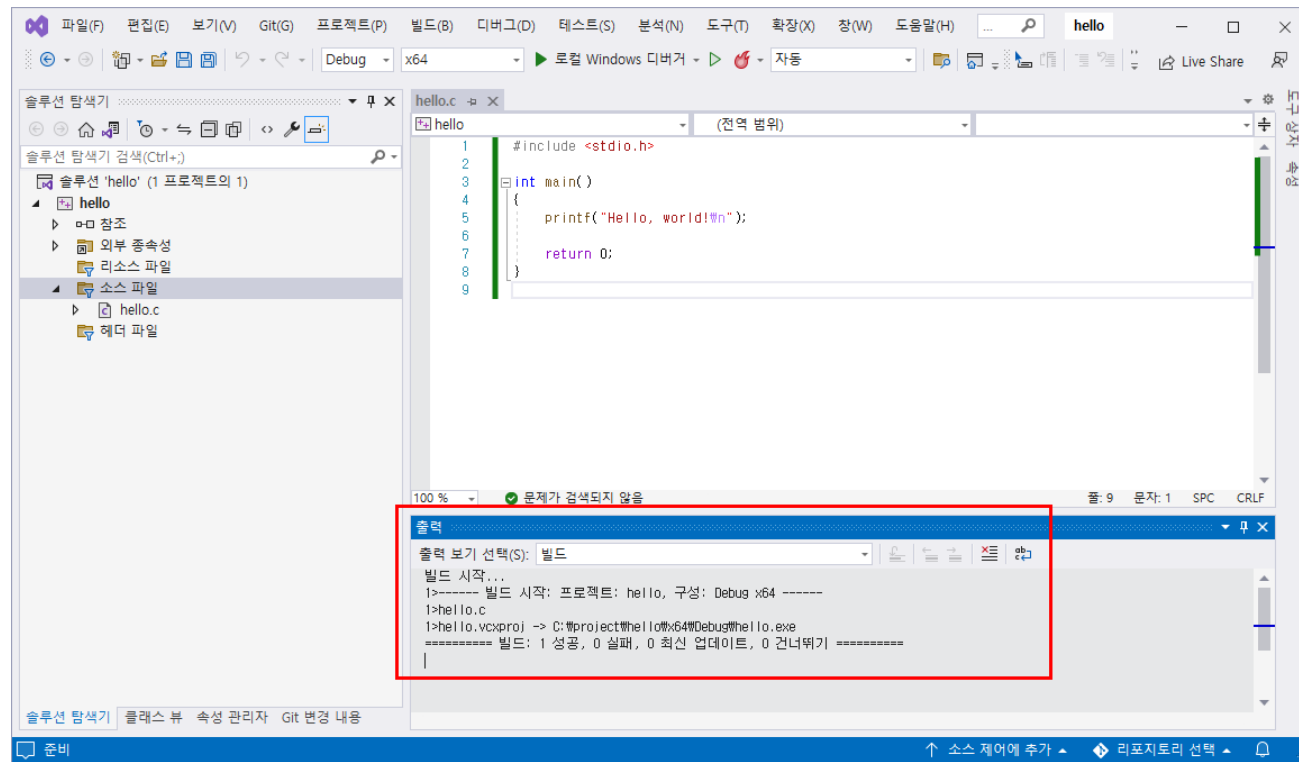 파일(F) 편집(E) 보기(V) Git(G) 프로젝트(P) 빌드(B) 디버그(D) 테스트(S) 분석(N) 도구(T) 확장(X) 창(W) 도움말(H) ... hello
Debug x64 로컬 Windows 디버거 자동 Live Share
솔루션 탐색기
솔루션 탐색기 검색(Ctrl+;)
솔루션 'hello' (1 프로젝트의 1)
hello
참조
외부 종속성
리소스 파일
소스 파일
hello.c
헤더 파일
솔루션 탐색기 클래스 뷰 속성 관리자 Git 변경 내용
hello.c
hello (전역 범위)
1 #include <stdio.h>
2
3 int main()
4 {
5 printf("Hello, world!₩n");
6
7 return 0;
8 }
9
100 % 문제가 검색되지 않음 줄: 9 문자: 1 SPC CRLF
출력
출력 보기 선택(S): 빌드
빌드 시작...
1>------ 빌드 시작: 프로젝트: hello, 구성: Debug x64 ------
1>hello.c
1>hello.vcxproj -> C:₩project₩hello₩x64₩Debug₩hello.exe
========== 빌드: 1 성공, 0 실패, 0 최신 업데이트, 0 건너뛰기 ==========
도구 상자
속성
준비 소스 제어에 추가 리포지토리 선택